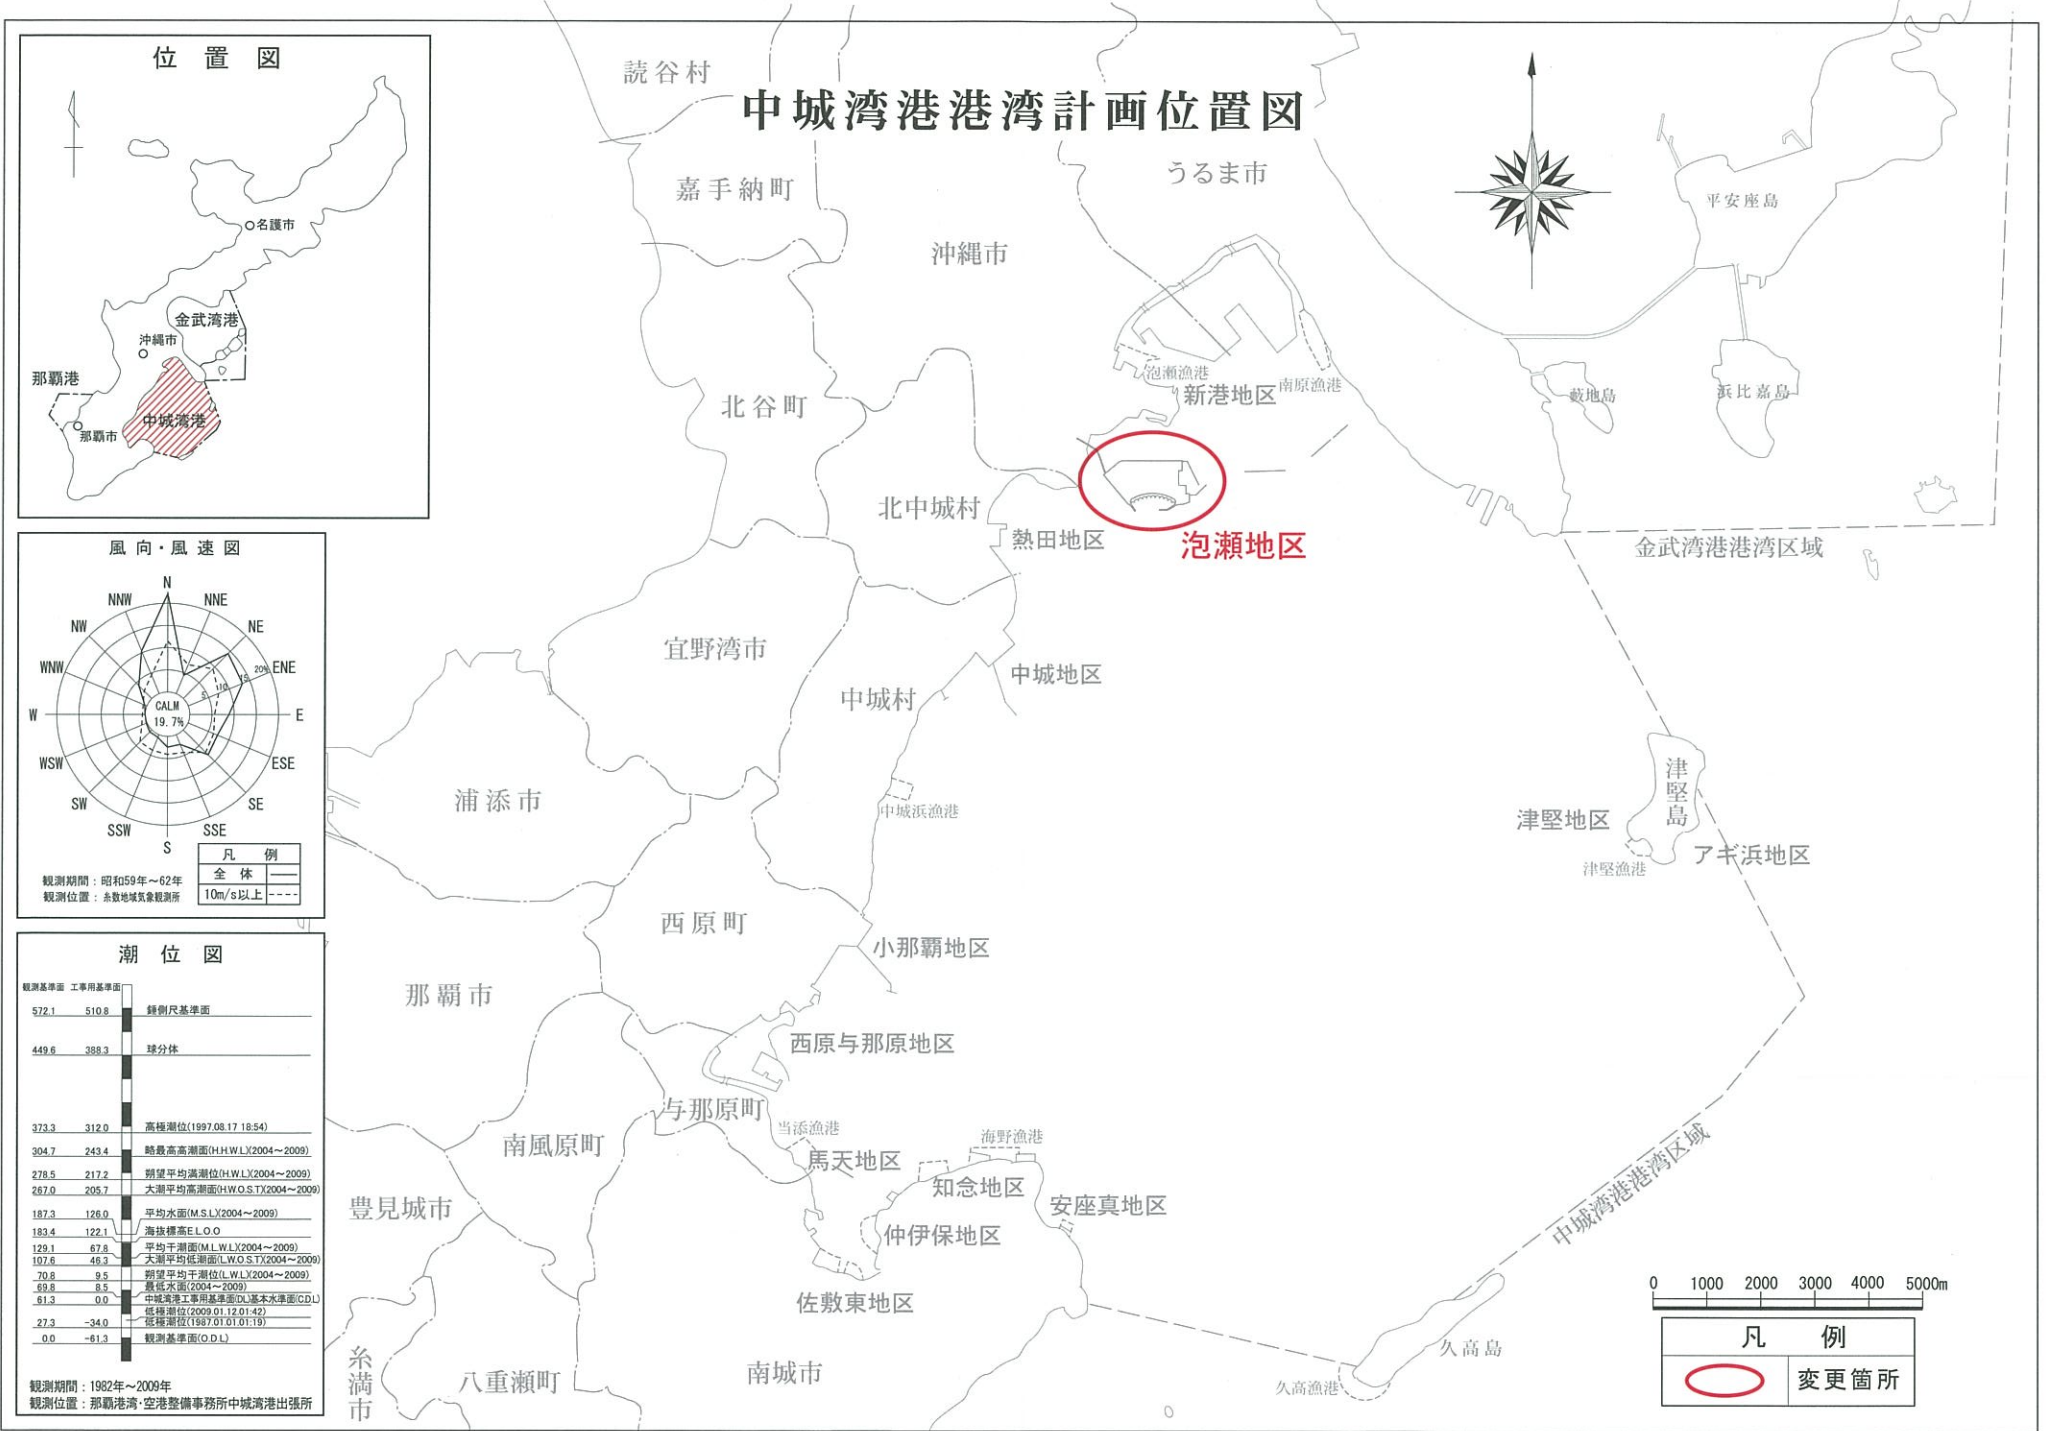 中城湾港港湾計画位置図
位置図
名護市
金武湾港
沖縄市
那覇港
中城湾港
那覇市
風向・風速図
N
NNW
NNE
NW
NE
WNW
ENE
20%
15
10
5
W
CALM
19.7%
E
WSW
ESE
SW
SE
SSW
SSE
S
凡 例
全 体
10m/s以上
観測期間：昭和59年～62年
観測位置：糸数地域気象観測所
潮位図
観測基準面 工事用基準面
572.1 510.8 錘側尺基準面
449.6 388.3 球分体
373.3 312.0 高極潮位(1997.08.17 18:54)
304.7 243.4 略最高高潮面(H.H.W.L)(2004～2009)
278.5 217.2 朔望平均満潮位(H.W.L)(2004～2009)
267.0 205.7 大潮平均高潮面(H.W.O.S.T)(2004～2009)
187.3 126.0 平均水面(M.S.L)(2004～2009)
183.4 122.1 海抜標高E.L.O.O
129.1 67.8 平均干潮面(M.L.W.L)(2004～2009)
107.6 46.3 大潮平均低潮面(L.W.O.S.T)(2004～2009)
70.8 9.5 朔望平均干潮位(L.W.L)(2004～2009)
69.8 8.5 最低水面(2004～2009)
61.3 0.0 中城湾港工事用基準面(DL)基本水準面(C.D.L)
低極潮位(2009.01.12.01:42)
27.3 -34.0 低極潮位(1987.01.01.01:19)
0.0 -61.3 観測基準面(O.D.L)
観測期間：1982年～2009年
観測位置：那覇港湾・空港整備事務所中城湾港出張所
読谷村
嘉手納町
うるま市
沖縄市
平安座島
泡瀬漁港
新港地区
南原漁港
藪地島
浜比嘉島
北谷町
北中城村
熱田地区
泡瀬地区
金武湾港港湾区域
宜野湾市
中城村
中城地区
浦添市
中城浜漁港
津堅島
津堅地区
アギ浜地区
津堅漁港
西原町
小那覇地区
那覇市
西原与那原地区
与那原町
当添漁港
海野漁港
南風原町
馬天地区
知念地区
安座真地区
豊見城市
仲伊保地区
中城湾港港湾区域
佐敷東地区
糸満市
八重瀬町
南城市
久高島
久高漁港
0 1000 2000 3000 4000 5000m
凡 例
変更箇所